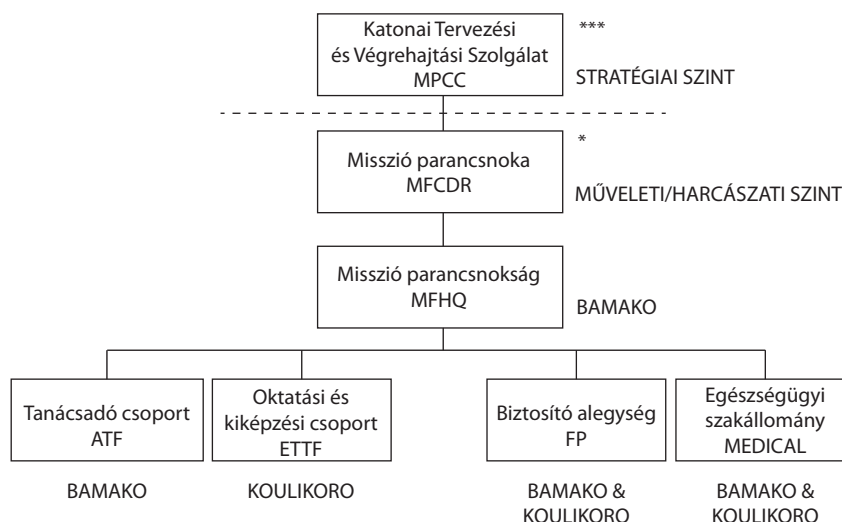 Katonai Tervezési
és Végrehajtási Szolgálat
MPCC
***
STRATÉGIAI SZINT
Misszió parancsnoka
MFCDR
*
MŰVELETI/HARCÁSZATI SZINT
Misszió parancsnokság
MFHQ
BAMAKO
Tanácsadó csoport
ATF
Oktatási és
kiképzési csoport
ETTF
Biztosító alegység
FP
Egészségügyi
szakállomány
MEDICAL
BAMAKO
KOULIKORO
BAMAKO &
KOULIKORO
BAMAKO &
KOULIKORO